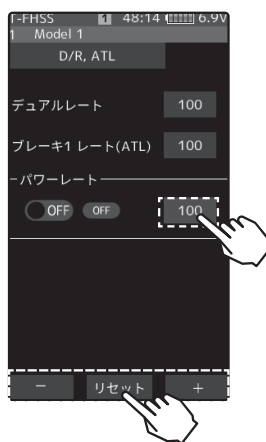 T-FHSS 1 48:14 6.9V
1 Model 1
D/R, ATL
デュアルレート 100
ブレーキ1 レート(ATL) 100
パワーレート
OFF OFF 100
− リセット +